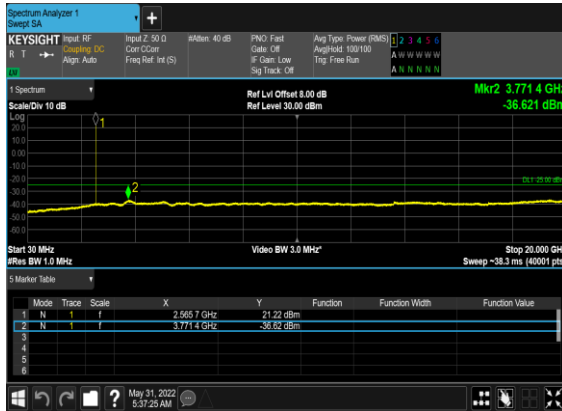 Spectrum Analyzer 1
Swept SA
KEYSIGHT Input: RF Input Z: 50 Ω #Atten: 40 dB PNO: Fast Avg Type: Power (RMS) 1 2 3 4 5 6
R T Coupling: DC Corr CCorr Gate: Off Avg|Hold: 100/100 A W W W W W
Align: Auto Freq Ref: Int (S) IF Gain: Low Trig: Free Run
LXI Sig Track: Off A N N N N N
1 Spectrum Ref Lvl Offset 8.00 dB Mkr2 3.771 4 GHz
Scale/Div 10 dB Ref Level 30.00 dBm -36.621 dBm
Log
20.0
10.0
0.00
-10.0
-20.0
-30.0
-40.0
-50.0
-60.0
1
2
DL1 -25.00 dBm
Start 30 MHz Video BW 3.0 MHz* Stop 20.000 GHz
#Res BW 1.0 MHz Sweep ~38.3 ms (40001 pts)
5 Marker Table
Mode Trace Scale X Y Function Function Width Function Value
1 N 1 f 2.565 7 GHz 21.22 dBm
2 N 1 f 3.771 4 GHz -36.62 dBm
3
4
5
6
? May 31, 2022
5:37:25 AM